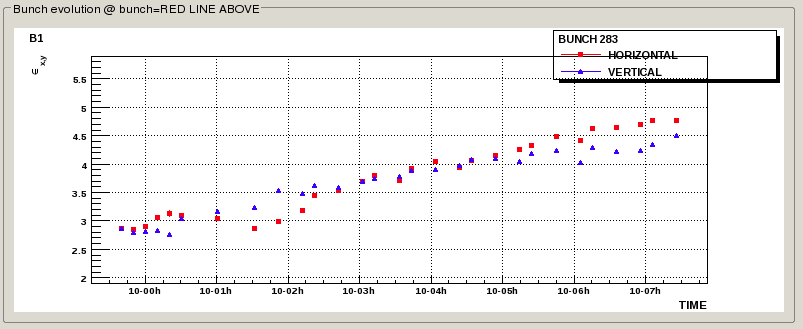 Bunch evolution @ bunch=RED LINE ABOVE
B1
BUNCH 283
HORIZONTAL
VERTICAL
ϵ x,y
5.5
5
4.5
4
3.5
3
2.5
2
10-00h 10-01h 10-02h 10-03h 10-04h 10-05h 10-06h 10-07h
TIME